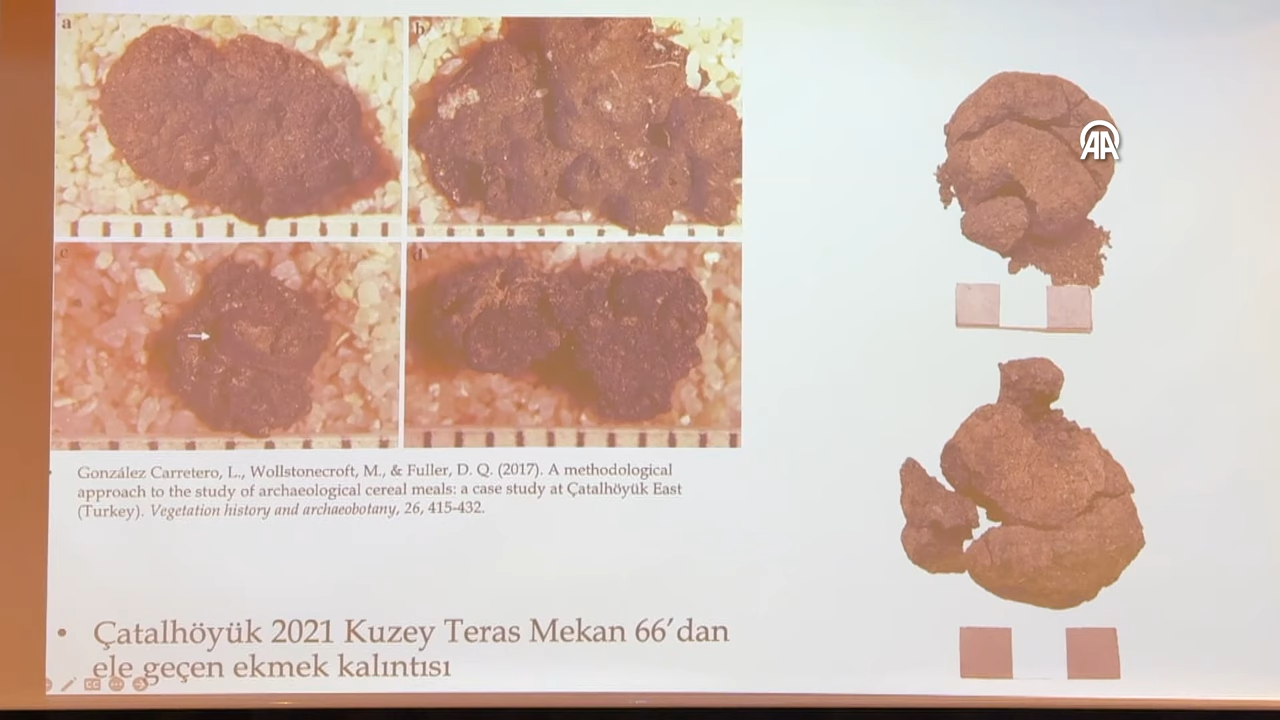 a
b
AA
c
d
González Carretero, L., Wollstonecroft, M., & Fuller, D. Q. (2017). A methodological
approach to the study of archaeological cereal meals: a case study at Çatalhöyük East
(Turkey). Vegetation history and archaeobotany, 26, 415-432.
• Çatalhöyük 2021 Kuzey Teras Mekan 66’dan
ele geçen ekmek kalıntısı
CC